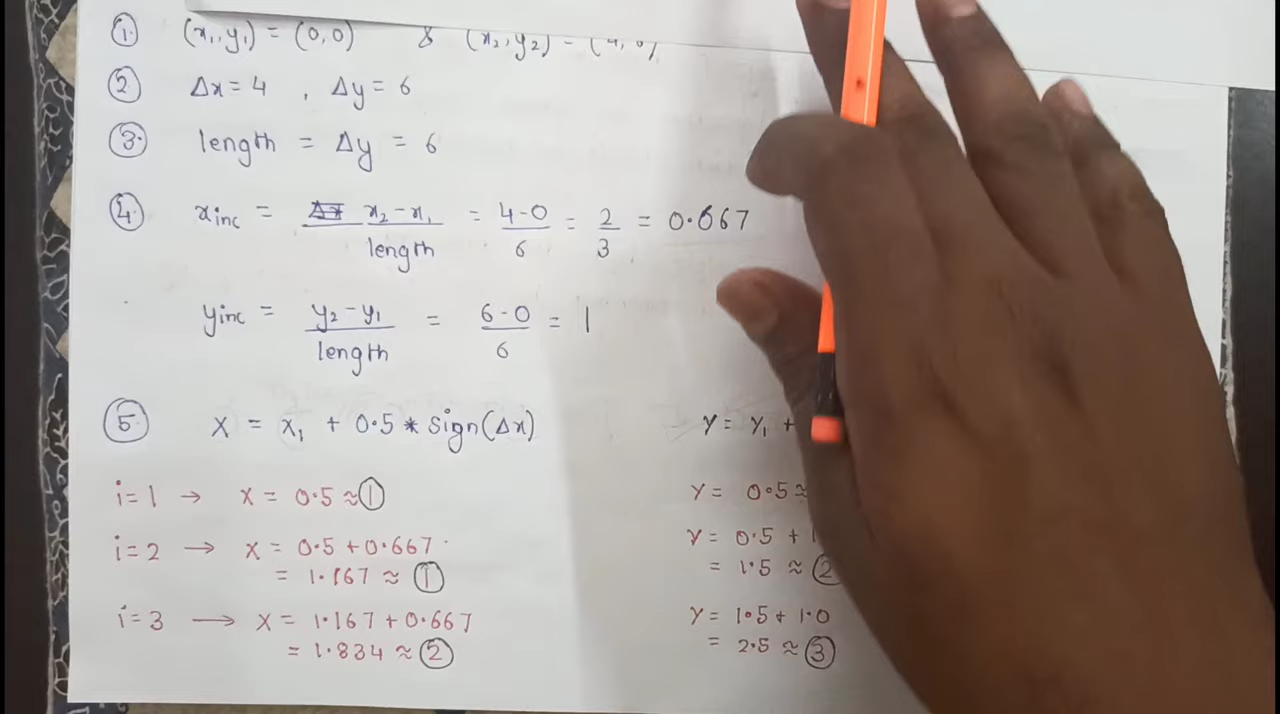 ① (x₁, y₁) = (0,0) & (x₂, y₂) =
② Δx = 4 , Δy = 6
③ length = Δy = 6
④ xinc = x₂ - x₁ / length = 4-0 / 6 = 2 / 3 = 0.667
yinc = y₂ - y₁ / length = 6-0 / 6 = 1
⑤ X = x₁ + 0.5 * Sign(Δx) Y = Y₁ +
i=1 → X = 0.5 ≈ ① Y = 0.5 ≈
i=2 → X = 0.5 + 0.667 Y = 0.5 +
= 1.167 ≈ ① = 1.5 ≈ ②
i=3 → X = 1.167 + 0.667 Y = 1.5 + 1.0
= 1.834 ≈ ② = 2.5 ≈ ③